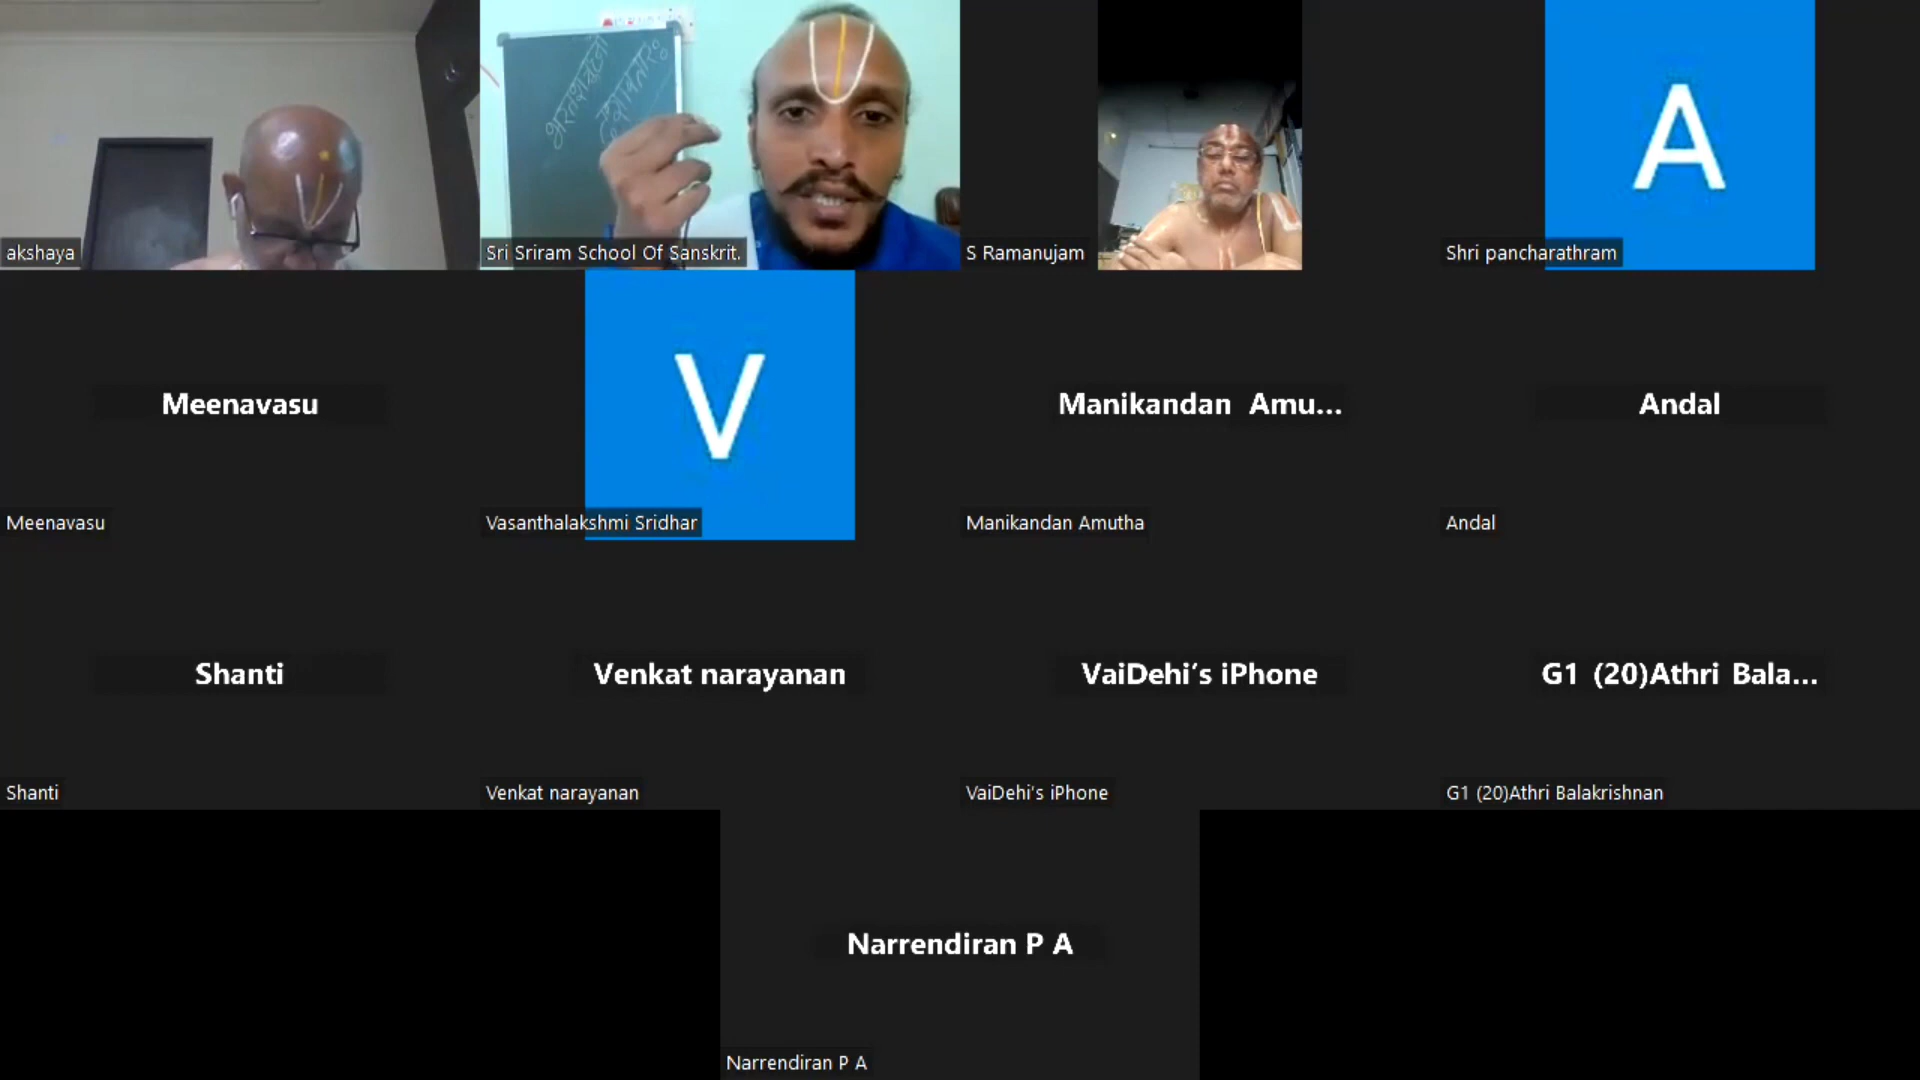 akshaya
Sri Sriram School Of Sanskrit.
S Ramanujam
A
Shri pancharathram
Meenavasu
V
Manikandan Amu...
Andal
Meenavasu
Vasanthalakshmi Sridhar
Manikandan Amutha
Andal
Shanti
Venkat narayanan
VaiDehi's iPhone
G1 (20)Athri Bala...
Shanti
Venkat narayanan
VaiDehi's iPhone
G1 (20)Athri Balakrishnan
Narrendiran P A
Narrendiran P A